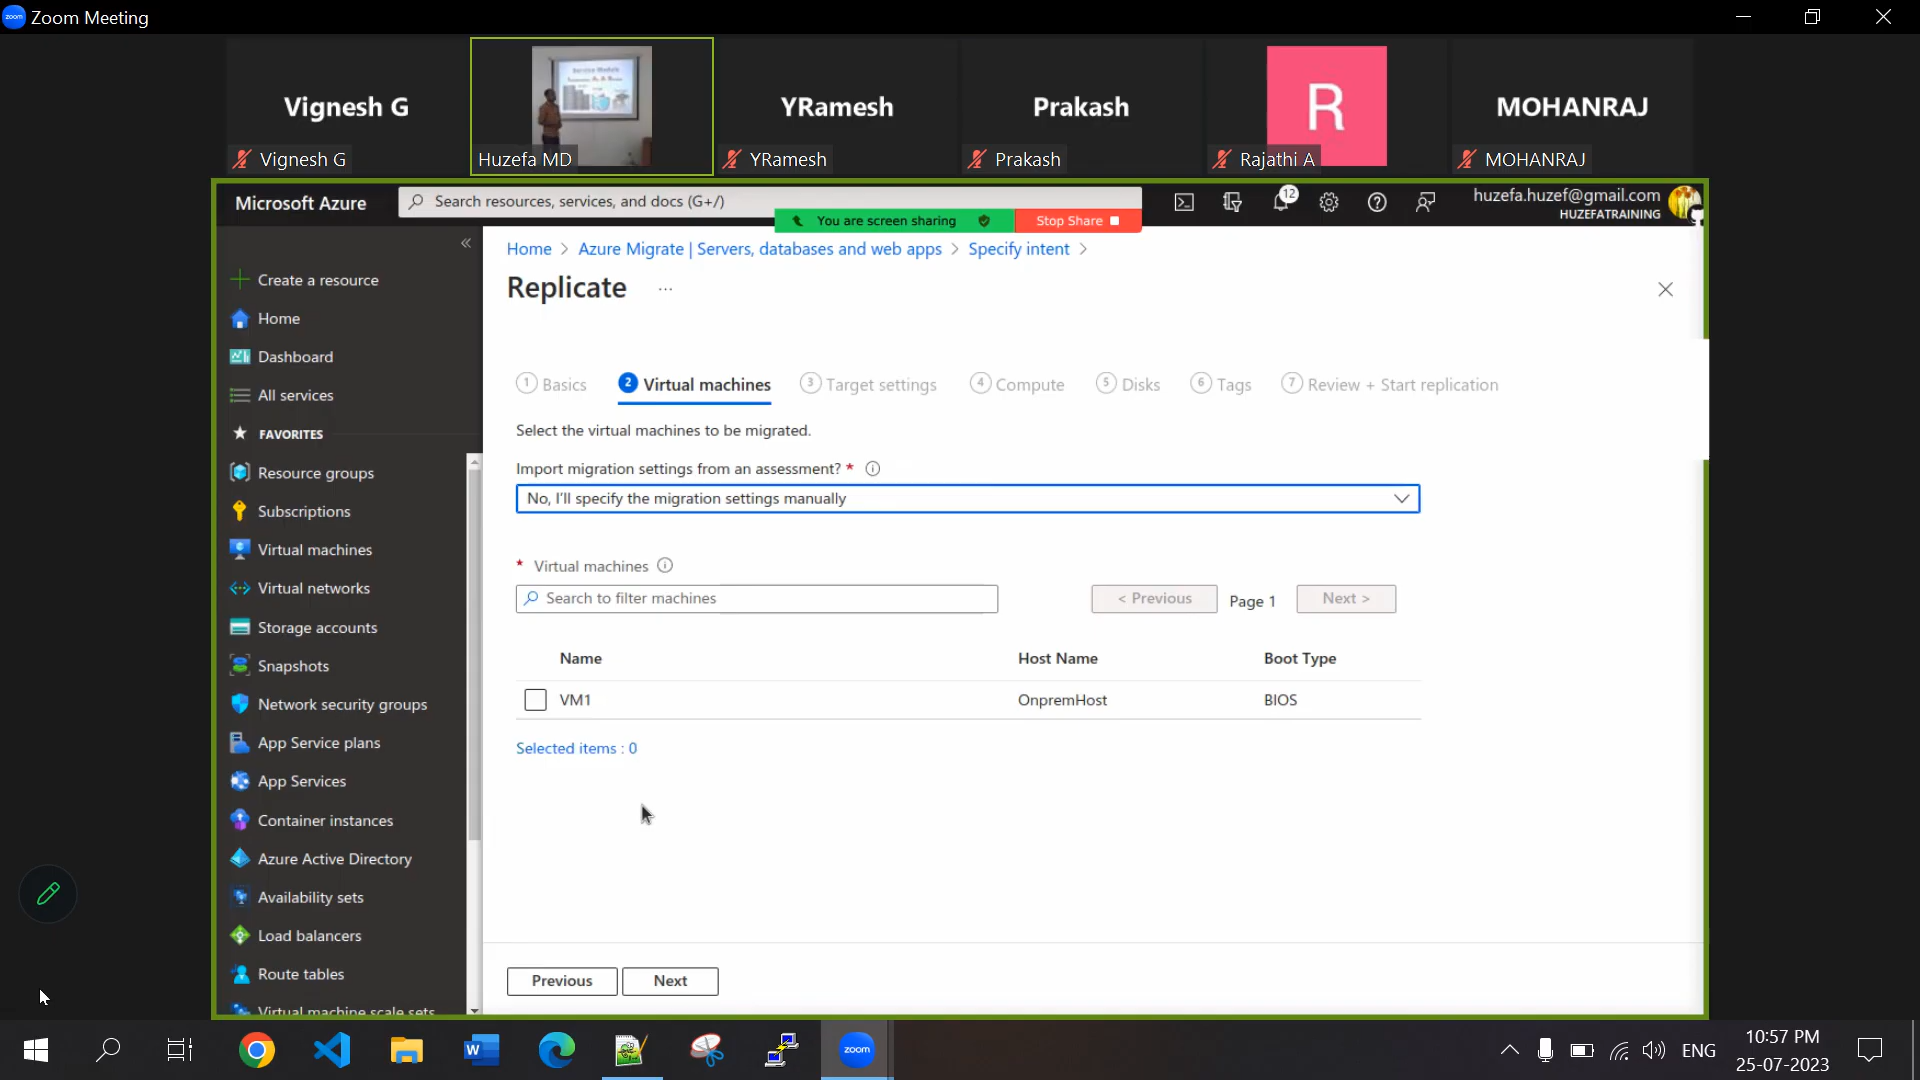 Zoom Meeting
Vignesh G
YRamesh
Prakash
R
MOHANRAJ
Vignesh G
Huzefa MD
YRamesh
Prakash
Rajathi A
MOHANRAJ
Microsoft Azure
Search resources, services, and docs (G+/)
12
huzefa.huzef@gmail.com
HUZEFATRAINING
You are screen sharing
Stop Share
Home > Azure Migrate | Servers, databases and web apps > Specify intent >
Replicate ...
Create a resource
Home
Dashboard
All services
FAVORITES
Resource groups
Subscriptions
Virtual machines
Virtual networks
Storage accounts
Snapshots
Network security groups
App Service plans
App Services
Container instances
Azure Active Directory
Availability sets
Load balancers
Route tables
Virtual machine scale sets
1 Basics
2 Virtual machines
3 Target settings
4 Compute
5 Disks
6 Tags
7 Review + Start replication
Select the virtual machines to be migrated.
Import migration settings from an assessment? *
No, I'll specify the migration settings manually
* Virtual machines
Search to filter machines
< Previous
Page 1
Next >
Name Host Name Boot Type
VM1 OnpremHost BIOS
Selected items : 0
Previous
Next
zoom
ENG
10:57 PM
25-07-2023